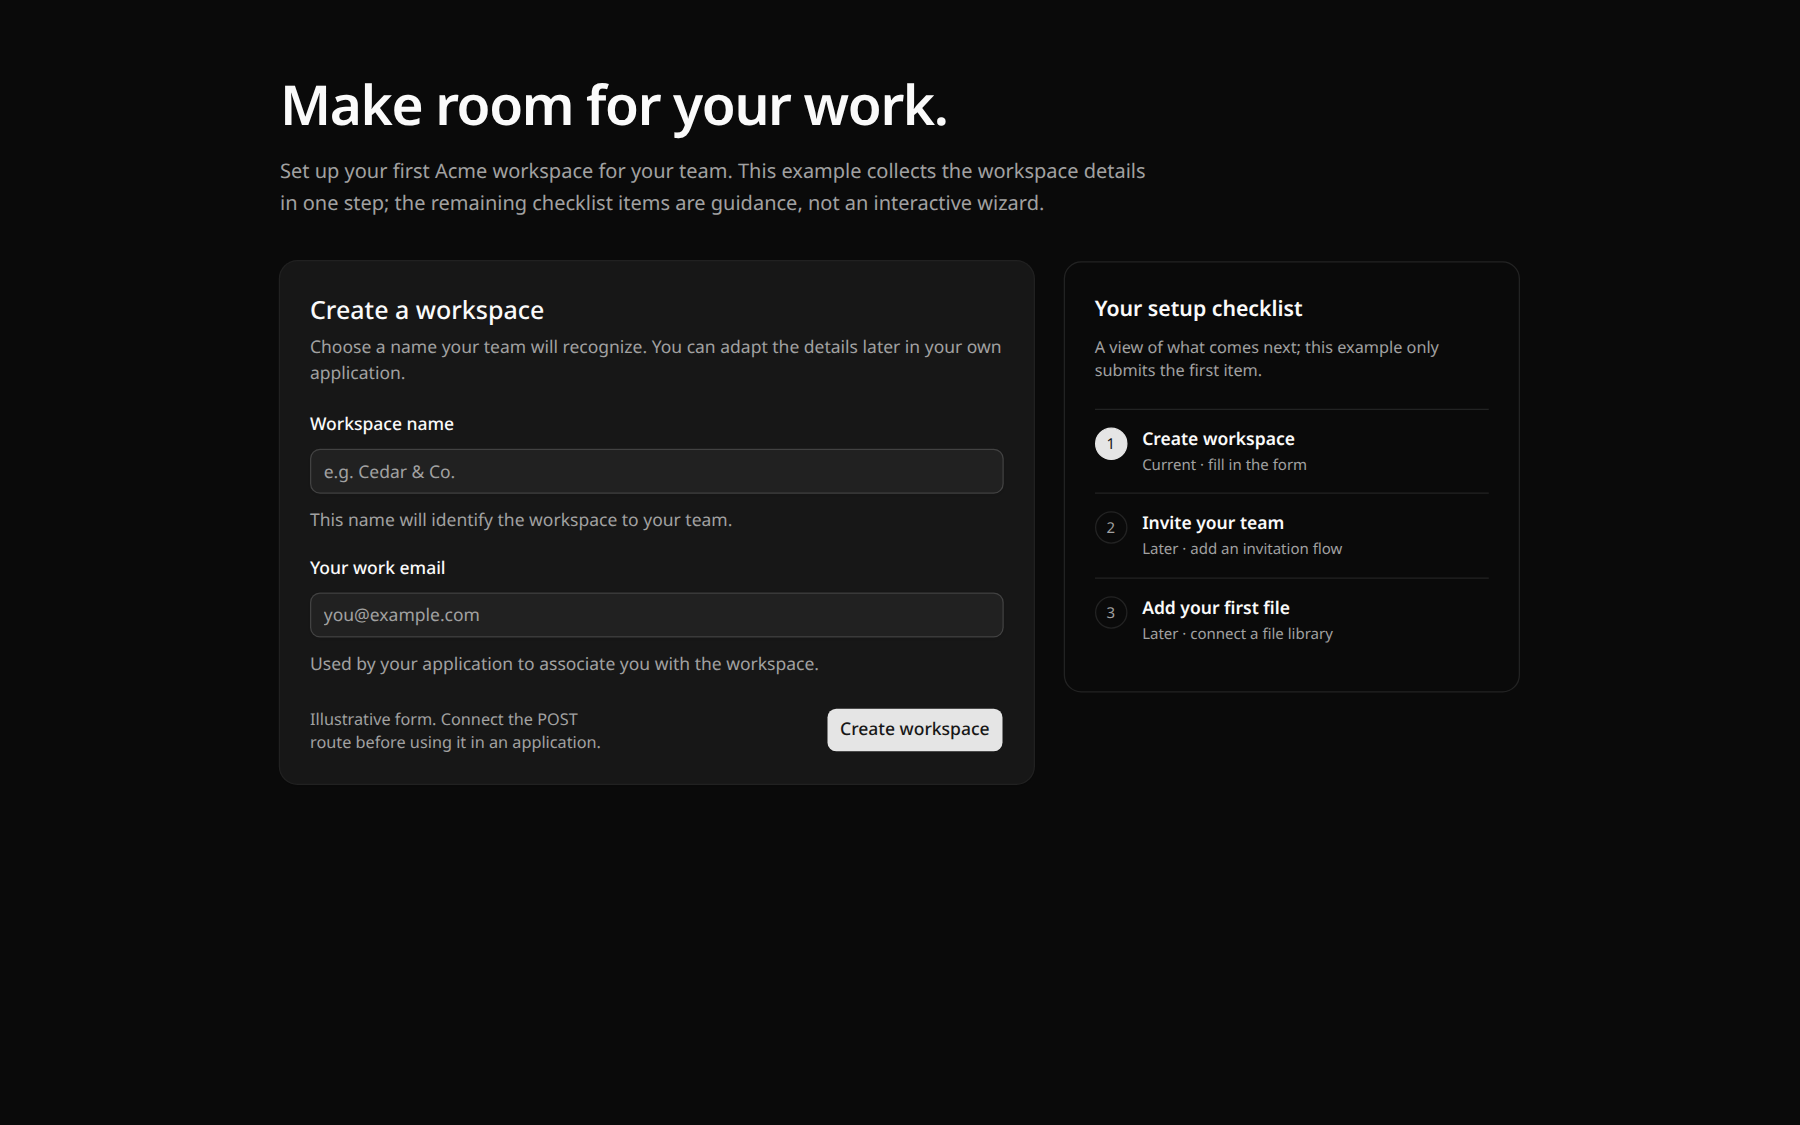 Make room for your work.
Set up your first Acme workspace for your team. This example collects the workspace details
in one step; the remaining checklist items are guidance, not an interactive wizard.
Create a workspace
Choose a name your team will recognize. You can adapt the details later in your own
application.
Workspace name
e.g. Cedar & Co.
This name will identify the workspace to your team.
Your work email
you@example.com
Used by your application to associate you with the workspace.
Illustrative form. Connect the POST
route before using it in an application.
Create workspace
Your setup checklist
A view of what comes next; this example only
submits the first item.
1
Create workspace
Current · fill in the form
2
Invite your team
Later · add an invitation flow
3
Add your first file
Later · connect a file library